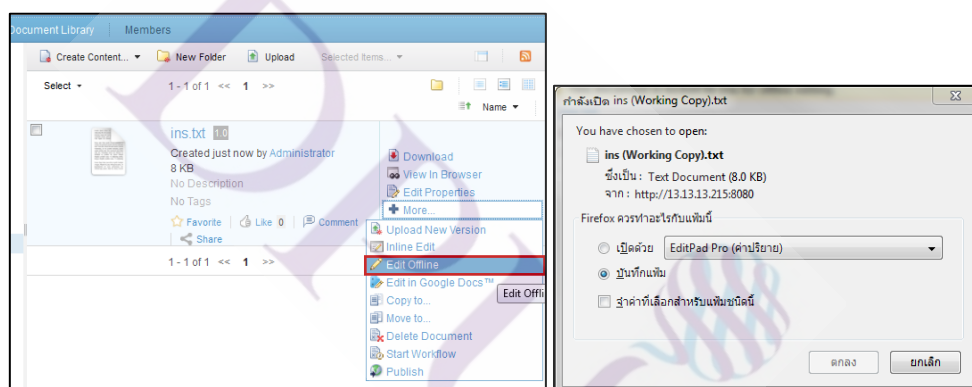 Document Library Members
Create Content... New Folder Upload Selected Items...
Select 1 - 1 of 1 << 1 >>
Name
ins.txt 1.0
Created just now by Administrator
8 KB
No Description
No Tags
Favorite Like 0 Comment
Share
Download
View In Browser
Edit Properties
More...
Upload New Version
Inline Edit
Edit Offline
Edit in Google Docs™
Edit Offli
Copy to...
Move to...
Delete Document
Start Workflow
Publish
1 - 1 of 1 << 1 >>
กำลังเปิด ins (Working Copy).txt
You have chosen to open:
ins (Working Copy).txt
ซึ่งเป็น : Text Document (8.0 KB)
จาก : http://13.13.13.215:8080
Firefox ควรทำอะไรกับแฟ้มนี้
เปิดด้วย EditPad Pro (ค่าปริยาย)
บันทึกแฟ้ม
จำค่าที่เลือกสำหรับแฟ้มชนิดนี้
ตกลง ยกเลิก